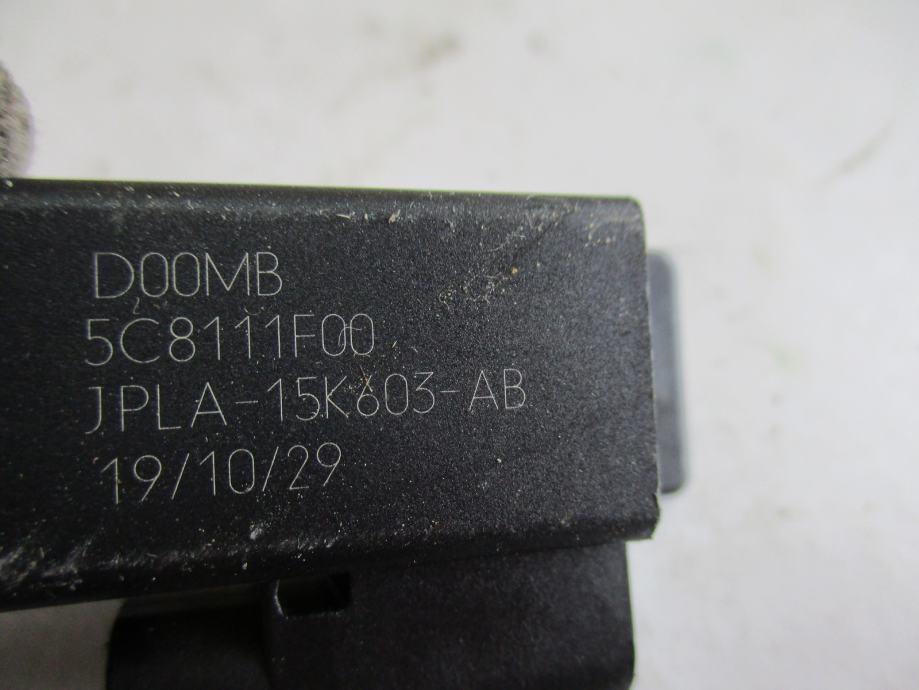 D00MB
5C8111F00
JPLA-15K603-AB
19/10/29